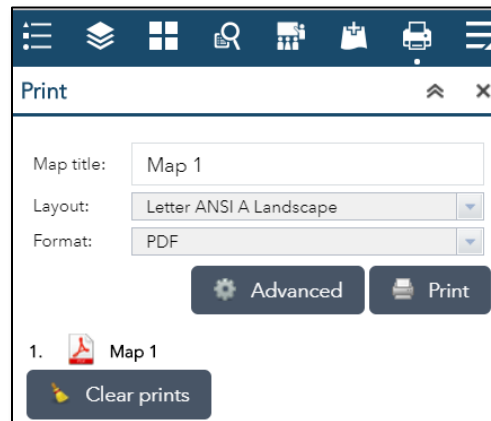 Print
Map title: Map 1
Layout: Letter ANSI A Landscape
Format: PDF
Advanced Print
1. Map 1
Clear prints